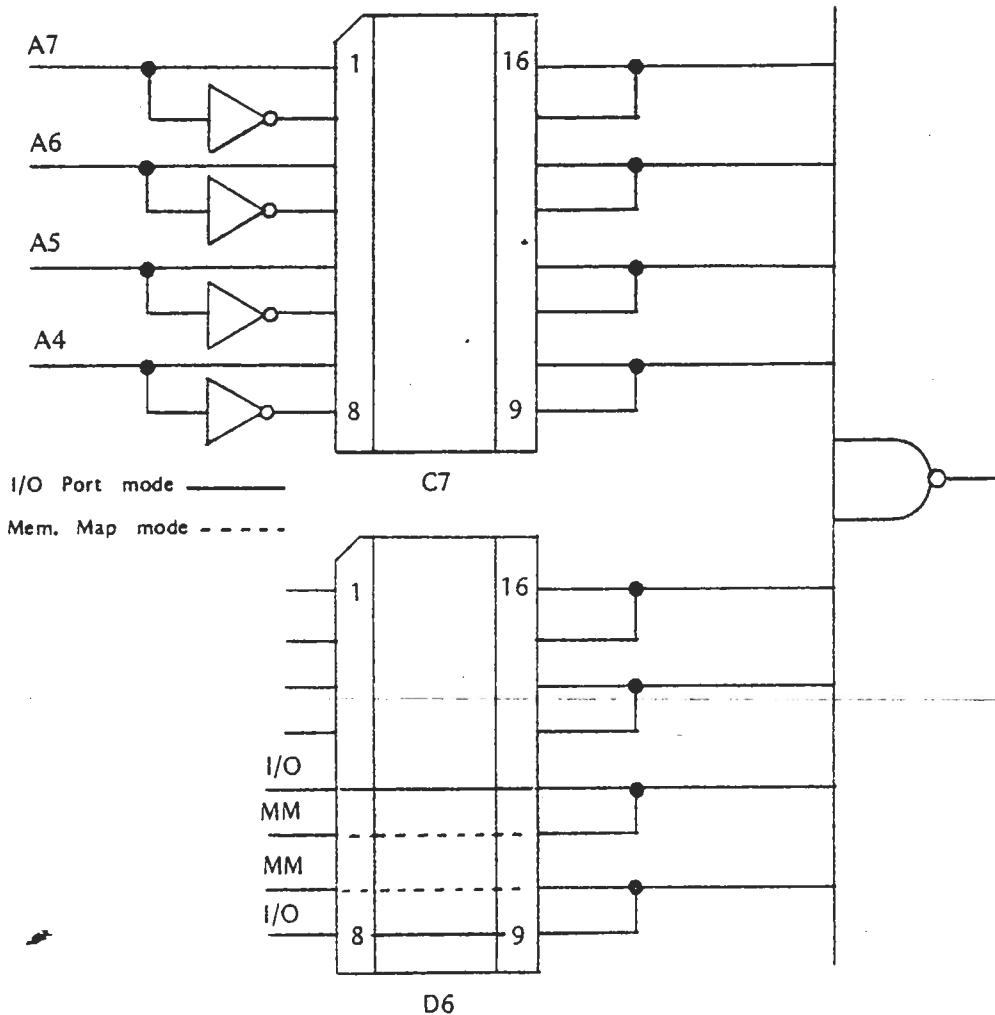 A7
1 16
A6
A5
A4
8 9
C7
I/O Port mode
Mem. Map mode
1 16
I/O
MM
MM
I/O
8 9
D6